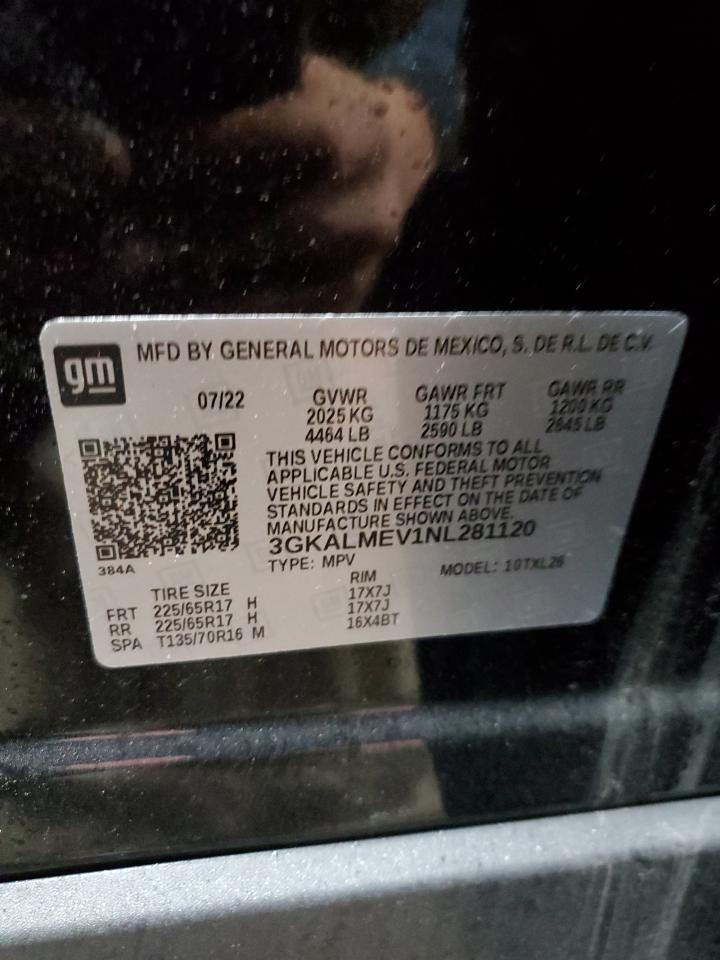 gm
MFD BY GENERAL MOTORS DE MEXICO, S. DE R.L. DE C.V.
07/22 GVWR GAWR FRT GAWR RR
2025 KG 1175 KG 1200 KG
4464 LB 2590 LB 2645 LB
THIS VEHICLE CONFORMS TO ALL
APPLICABLE U.S. FEDERAL MOTOR
VEHICLE SAFETY AND THEFT PREVENTION
STANDARDS IN EFFECT ON THE DATE OF
MANUFACTURE SHOWN ABOVE.
3GKALMEV1NL281120
384A
TYPE: MPV MODEL: 10TXL26
TIRE SIZE RIM
FRT 225/65R17 H 17X7J
RR 225/65R17 H 17X7J
SPA T135/70R16 M 16X4BT